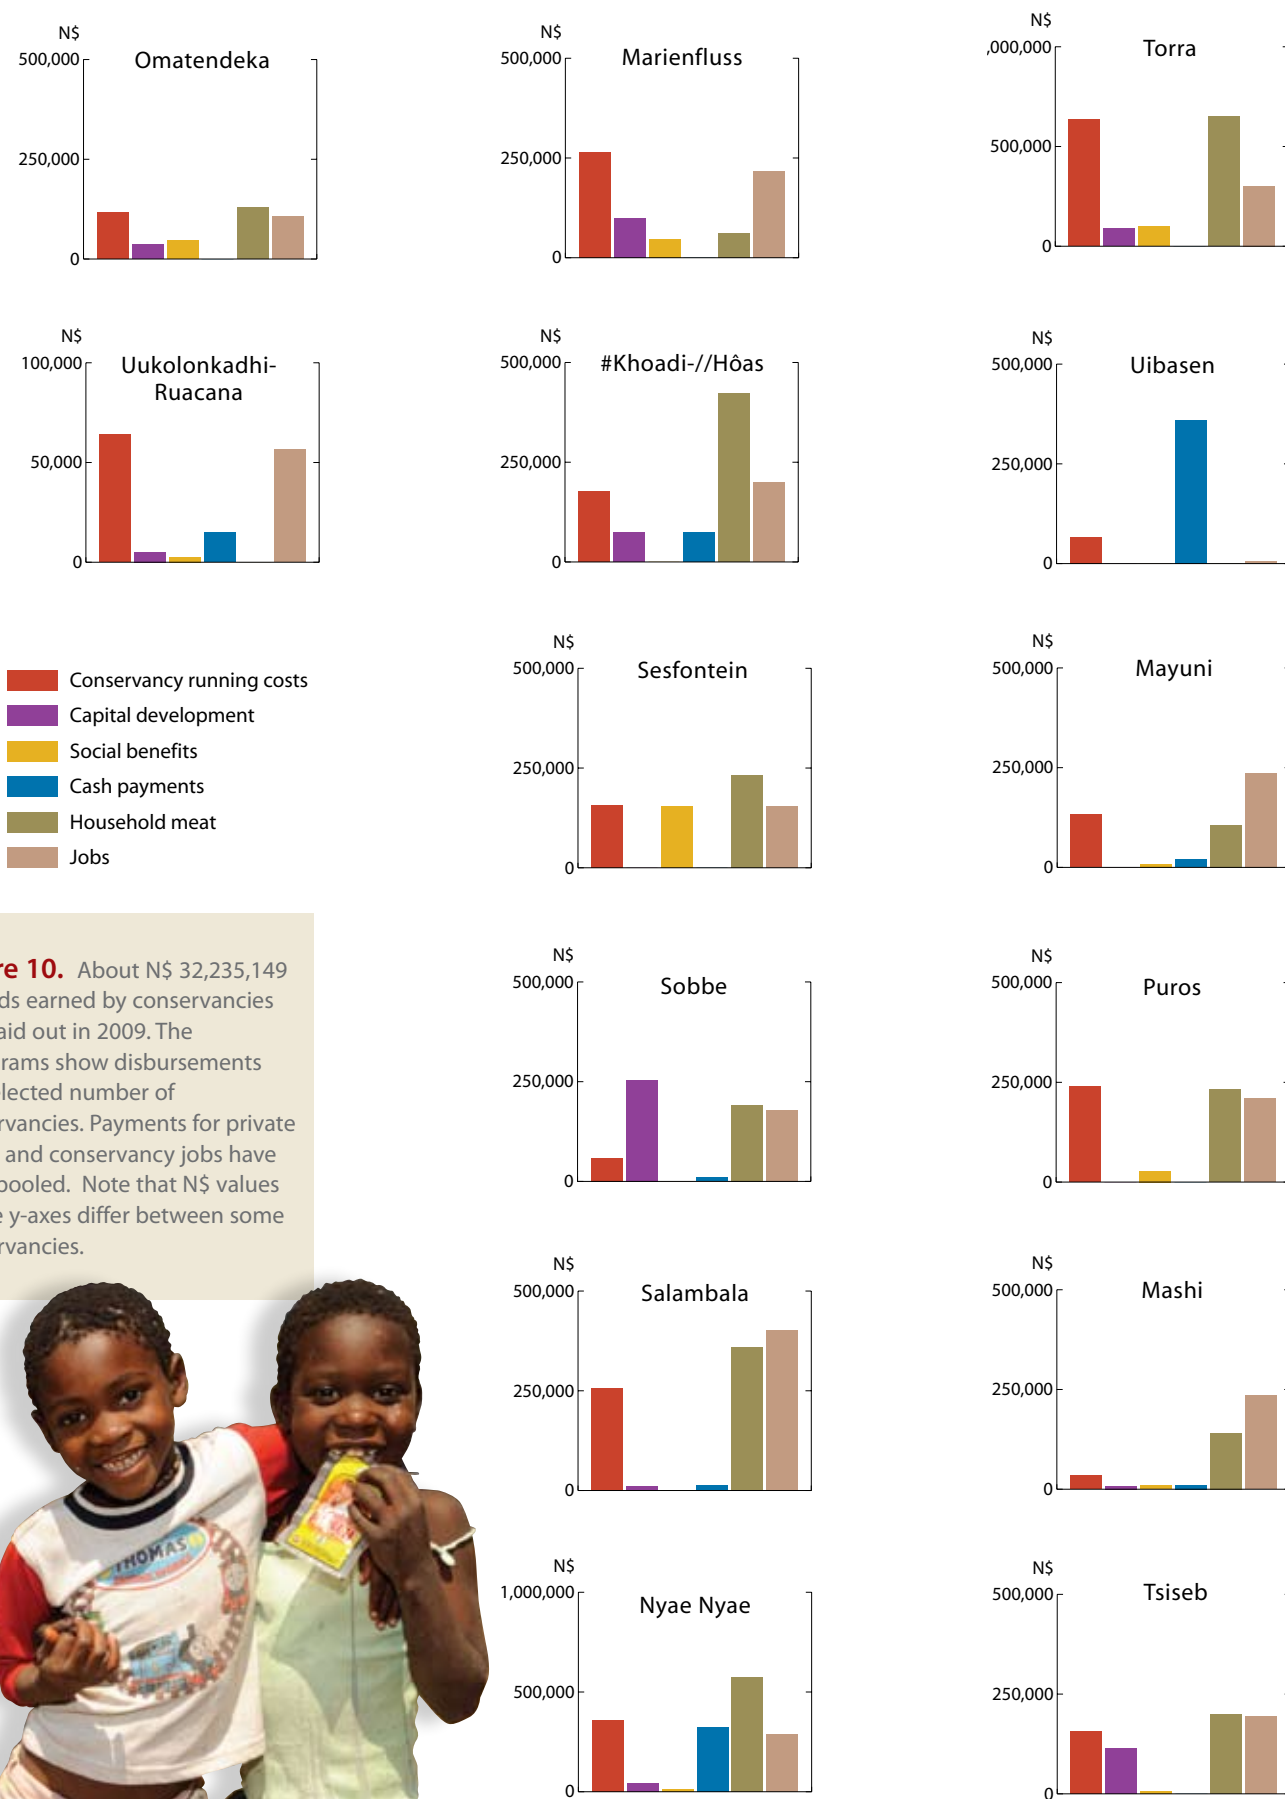 N$
500,000
Omatendeka
250,000
0
N$
500,000
Marienfluss
250,000
0
N$
,000,000
Torra
500,000
0
N$
100,000
Uukolonkadhi-
Ruacana
50,000
0
N$
500,000
#Khoadi-//Hôas
250,000
0
N$
500,000
Uibasen
250,000
0
Conservancy running costs
Capital development
Social benefits
Cash payments
Household meat
Jobs
N$
500,000
Sesfontein
250,000
0
N$
500,000
Mayuni
250,000
0
re 10. About N$ 32,235,149
ds earned by conservancies
aid out in 2009. The
rams show disbursements
elected number of
rvancies. Payments for private
and conservancy jobs have
pooled. Note that N$ values
e y-axes differ between some
rvancies.
N$
500,000
Sobbe
250,000
0
N$
500,000
Puros
250,000
0
N$
500,000
Salambala
250,000
0
N$
500,000
Mashi
250,000
0
THOMAS
N$
1,000,000
Nyae Nyae
500,000
0
N$
500,000
Tsiseb
250,000
0